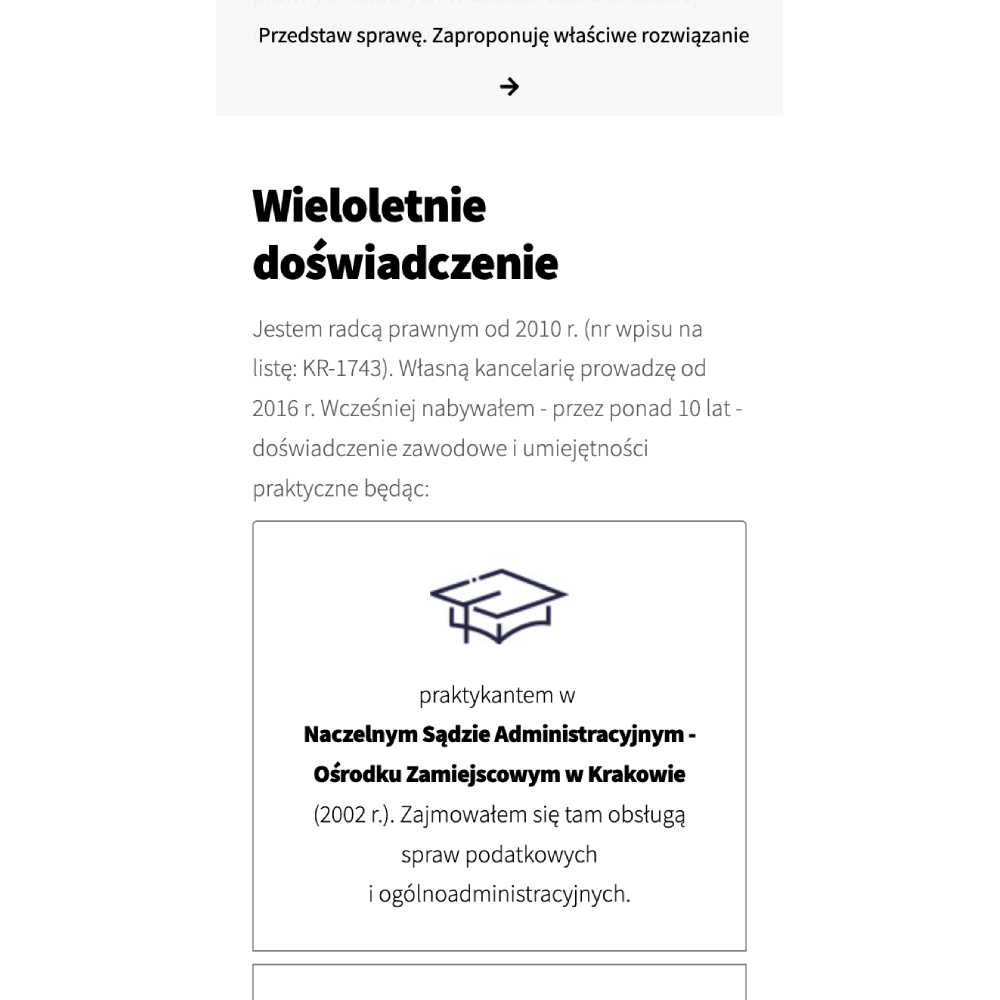 Przedstaw sprawę. Zaproponuję właściwe rozwiązanie
→
Wieloletnie
doświadczenie
Jestem radcą prawnym od 2010 r. (nr wpisu na
listę: KR-1743). Własną kancelarię prowadzę od
2016 r. Wcześniej nabywałem - przez ponad 10 lat -
doświadczenie zawodowe i umiejętności
praktyczne będąc:
praktykantem w
Naczelnym Sądzie Administracyjnym -
Ośrodku Zamiejscowym w Krakowie
(2002 r.). Zajmowałem się tam obsługą
spraw podatkowych
i ogólnoadministracyjnych.